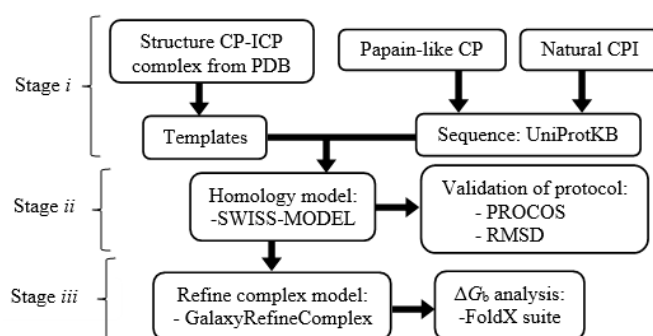 Structure CP-ICP
complex from PDB
Papain-like CP
Natural CPI
Stage i
Templates
Sequence: UniProtKB
Homology model:
-SWISS-MODEL
Validation of protocol:
- PROCOS
- RMSD
Stage ii
Refine complex model:
- GalaxyRefineComplex
ΔGb analysis:
-FoldX suite
Stage iii